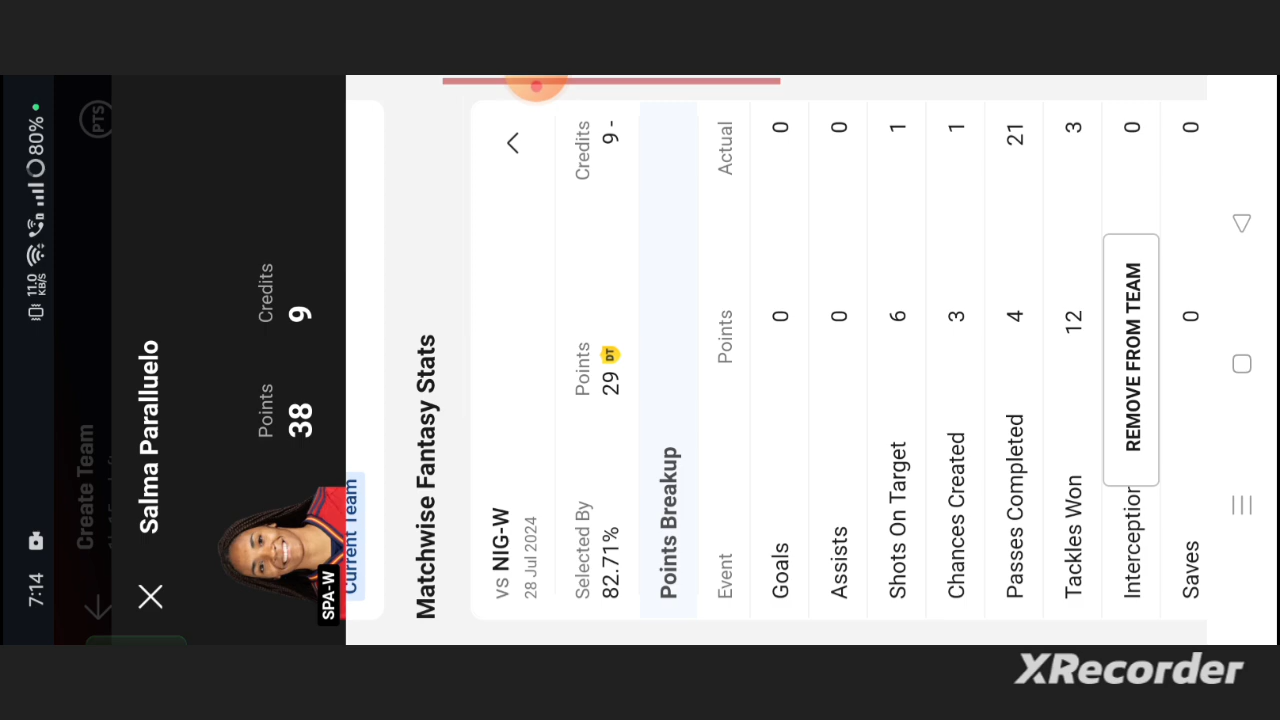 7:14
11.0 KB/S
80%
Create Team
PTS
Salma Paralluelo
SPA-W
Points
Credits
38
9
Current Team
Matchwise Fantasy Stats
vs NIG-W
28 Jul 2024
Selected By Points Credits
82.71% 29 DT 9 -
Points Breakup
Event Points Actual
Goals 0 0
Assists 0 0
Shots On Target 6 1
Chances Created 3 1
Passes Completed 4 21
Tackles Won 12 3
Interception 0
REMOVE FROM TEAM
Saves 0 0
XRecorder